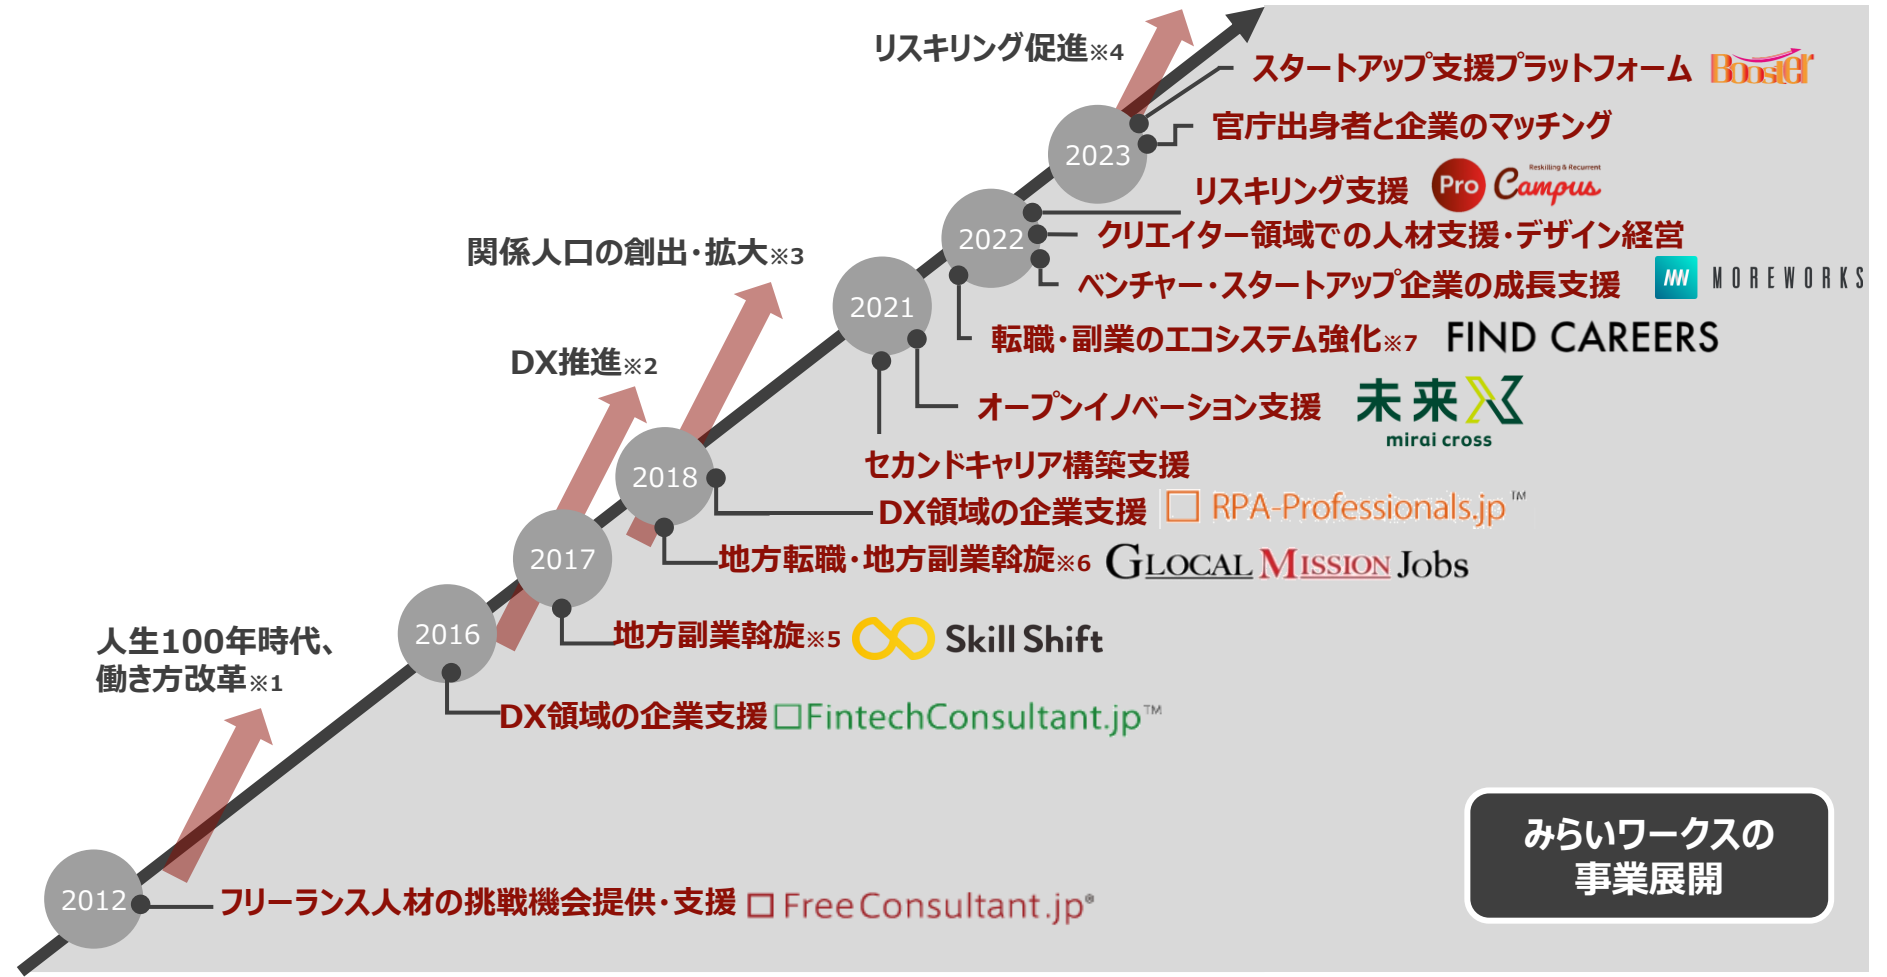 リスキリング促進※4
スタートアップ支援プラットフォーム Booster
官庁出身者と企業のマッチング
2023
リスキリング支援 Pro Reskilling & Recurrent Campus
2022
クリエイター領域での人材支援・デザイン経営
関係人口の創出・拡大※3
ベンチャー・スタートアップ企業の成長支援 MOREWORKS
2021
転職・副業のエコシステム強化※7 FIND CAREERS
DX推進※2
オープンイノベーション支援 未来X
mirai cross
セカンドキャリア構築支援
2018
DX領域の企業支援 RPA-Professionals.jp™
2017
地方転職・地方副業斡旋※6 GLOCAL MISSION Jobs
人生100年時代、
働き方改革※1
2016
地方副業斡旋※5 Skill Shift
DX領域の企業支援 FintechConsultant.jp™
みらいワークスの
事業展開
2012
フリーランス人材の挑戦機会提供・支援 FreeConsultant.jp®